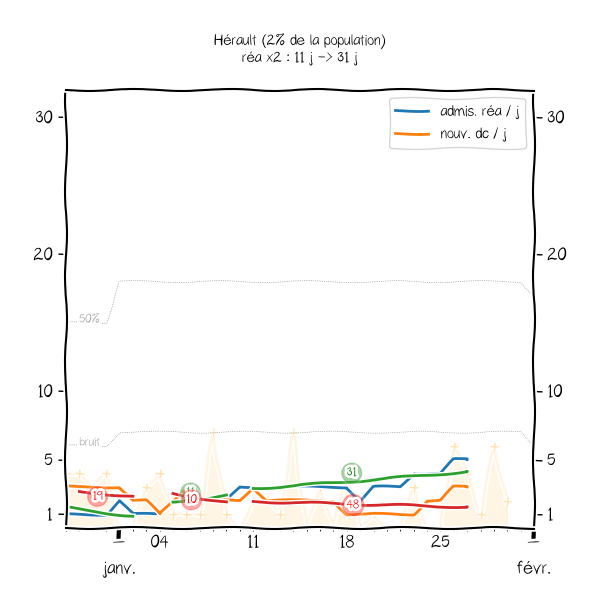 Hérault (2% de la population)
réa x2 : 11 j -> 31 j
admis. réa / j
nouv. dc / j
30 30
20 20
50%
10 10
bruit
5 5
31
19 11 10 48
1 1
04 11 18 25
janv. févr.